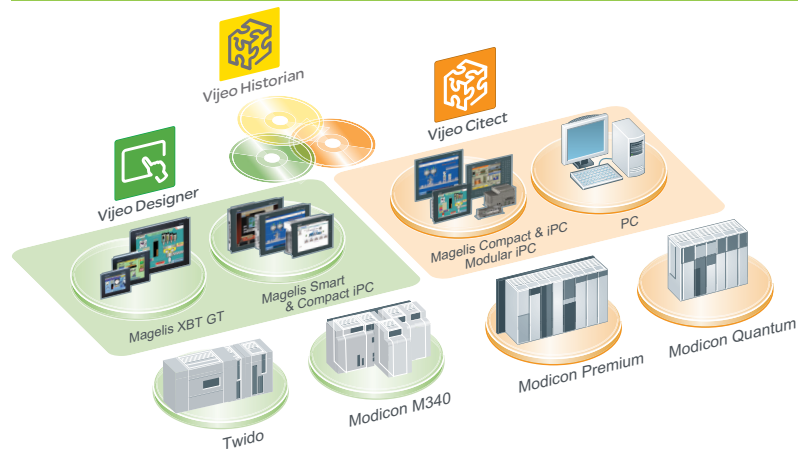 Vijeo Historian
Vijeo Citect
Vijeo Designer
Magelis Compact & iPC
Modular iPC
PC
Magelis XBT GT
Magelis Smart
& Compact iPC
Twido
Modicon M340
Modicon Premium
Modicon Quantum